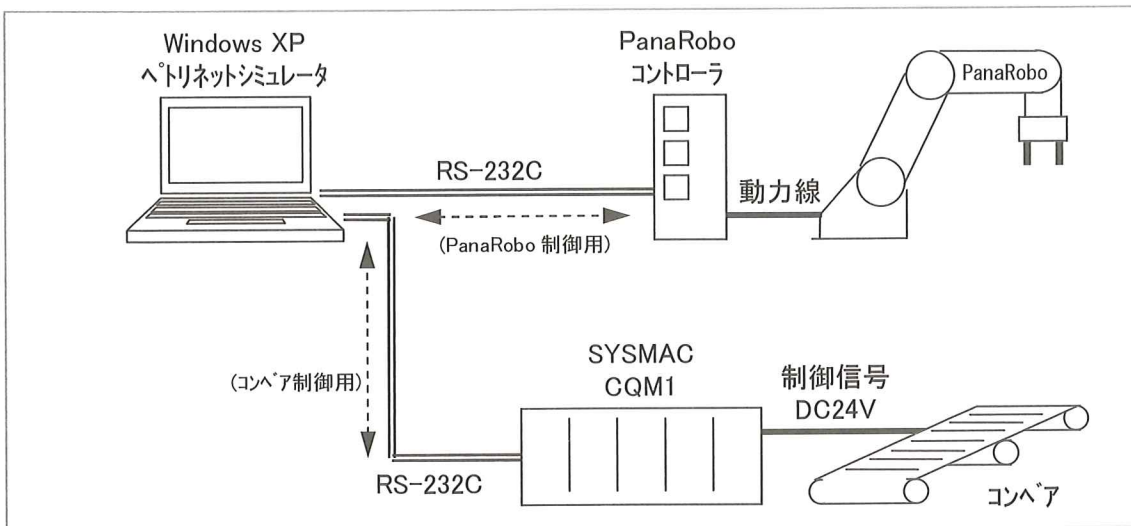 Windows XP
ペトリネットシミュレータ
PanaRobo
コントローラ
PanaRobo
RS-232C
動力線
(PanaRobo 制御用)
(コンベア制御用)
SYSMAC
CQM1
制御信号
DC24V
RS-232C
コンベア